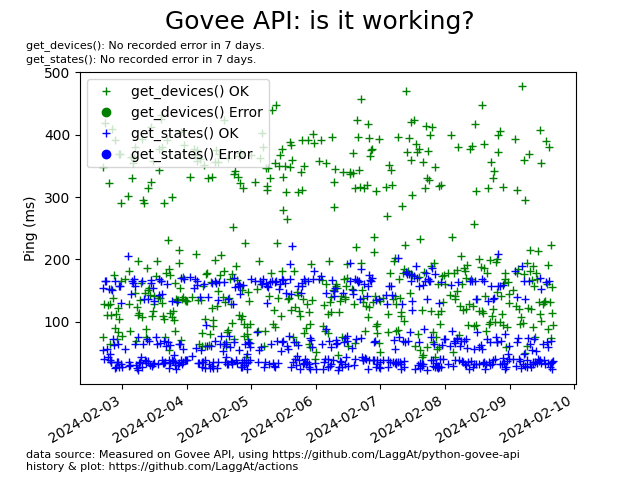 Govee API: is it working?
get_devices(): No recorded error in 7 days.
get_states(): No recorded error in 7 days.
500
400
300
200
100
Ping (ms)
get_devices() OK
get_devices() Error
get_states() OK
get_states() Error
2024-02-03
2024-02-04
2024-02-05
2024-02-06
2024-02-07
2024-02-08
2024-02-09
2024-02-10
data source: Measured on Govee API, using https://github.com/LaggAt/python-govee-api
history & plot: https://github.com/LaggAt/actions